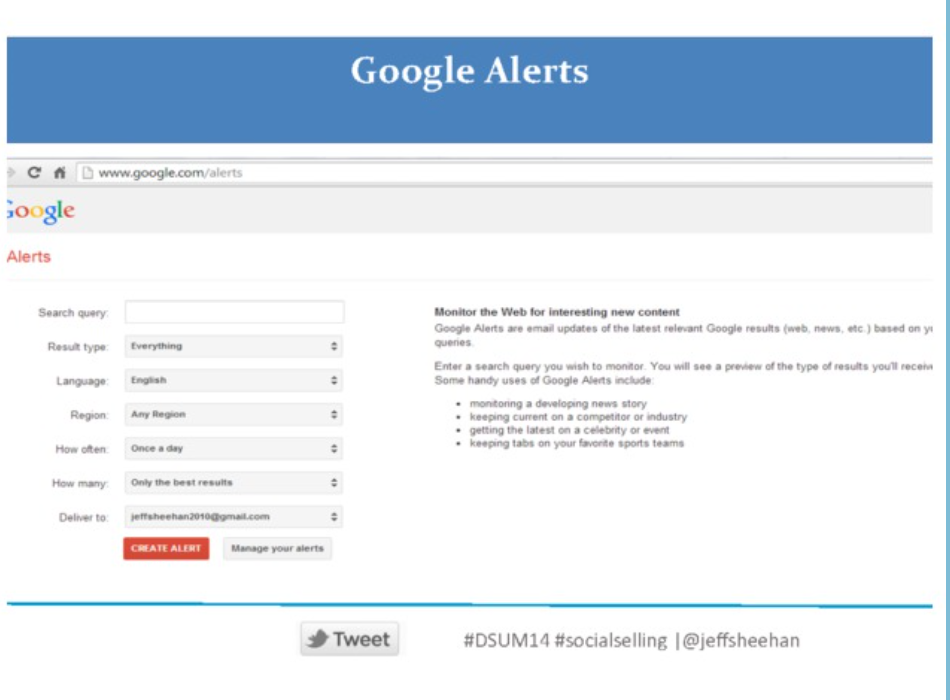 Google Alerts
www.google.com/alerts
Google
Alerts
Search query:
Result type: Everything
Language: English
Region: Any Region
How often: Once a day
How many: Only the best results
Deliver to: jeffsheehan2010@gmail.com
CREATE ALERT Manage your alerts
Monitor the Web for interesting new content
Google Alerts are email updates of the latest relevant Google results (web, news, etc.) based on
queries.
Enter a search query you wish to monitor. You will see a preview of the type of results you'll receive
Some handy uses of Google Alerts include:
• monitoring a developing news story
• keeping current on a competitor or industry
• getting the latest on a celebrity or event
• keeping tabs on your favorite sports teams
Tweet #DSUM14 #socialselling |@jeffsheehan